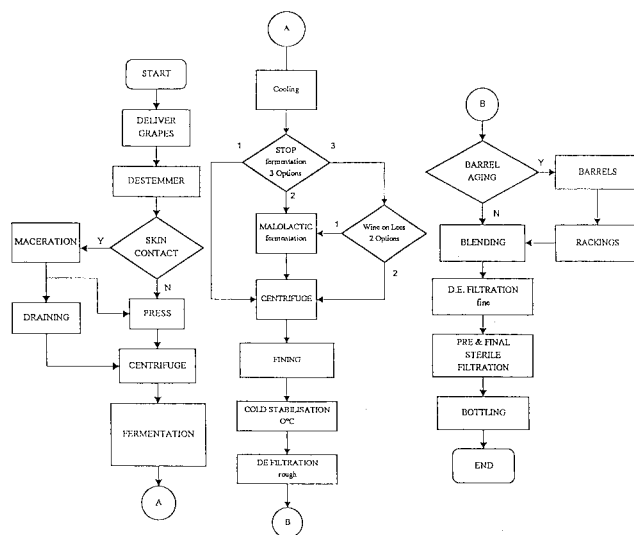 START
DELIVER
GRAPES
DESTEMMER
SKIN
CONTACT
Y
N
MACERATION
DRAINING
PRESS
CENTRIFUGE
FERMENTATION
A
A
Cooling
STOP
fermentation
3 Options
1
2
3
MALOLACTIC
fermentation
Wine on Lees
2 Options
1
2
CENTRIFUGE
FINING
COLD STABILISATION
O°C
DE FILTRATION
rough
B
B
BARREL
AGING
Y
N
BARRELS
RACKINGS
BLENDING
D.E. FILTRATION
fine
PRE & FINAL
STERILE
FILTRATION
BOTTLING
END